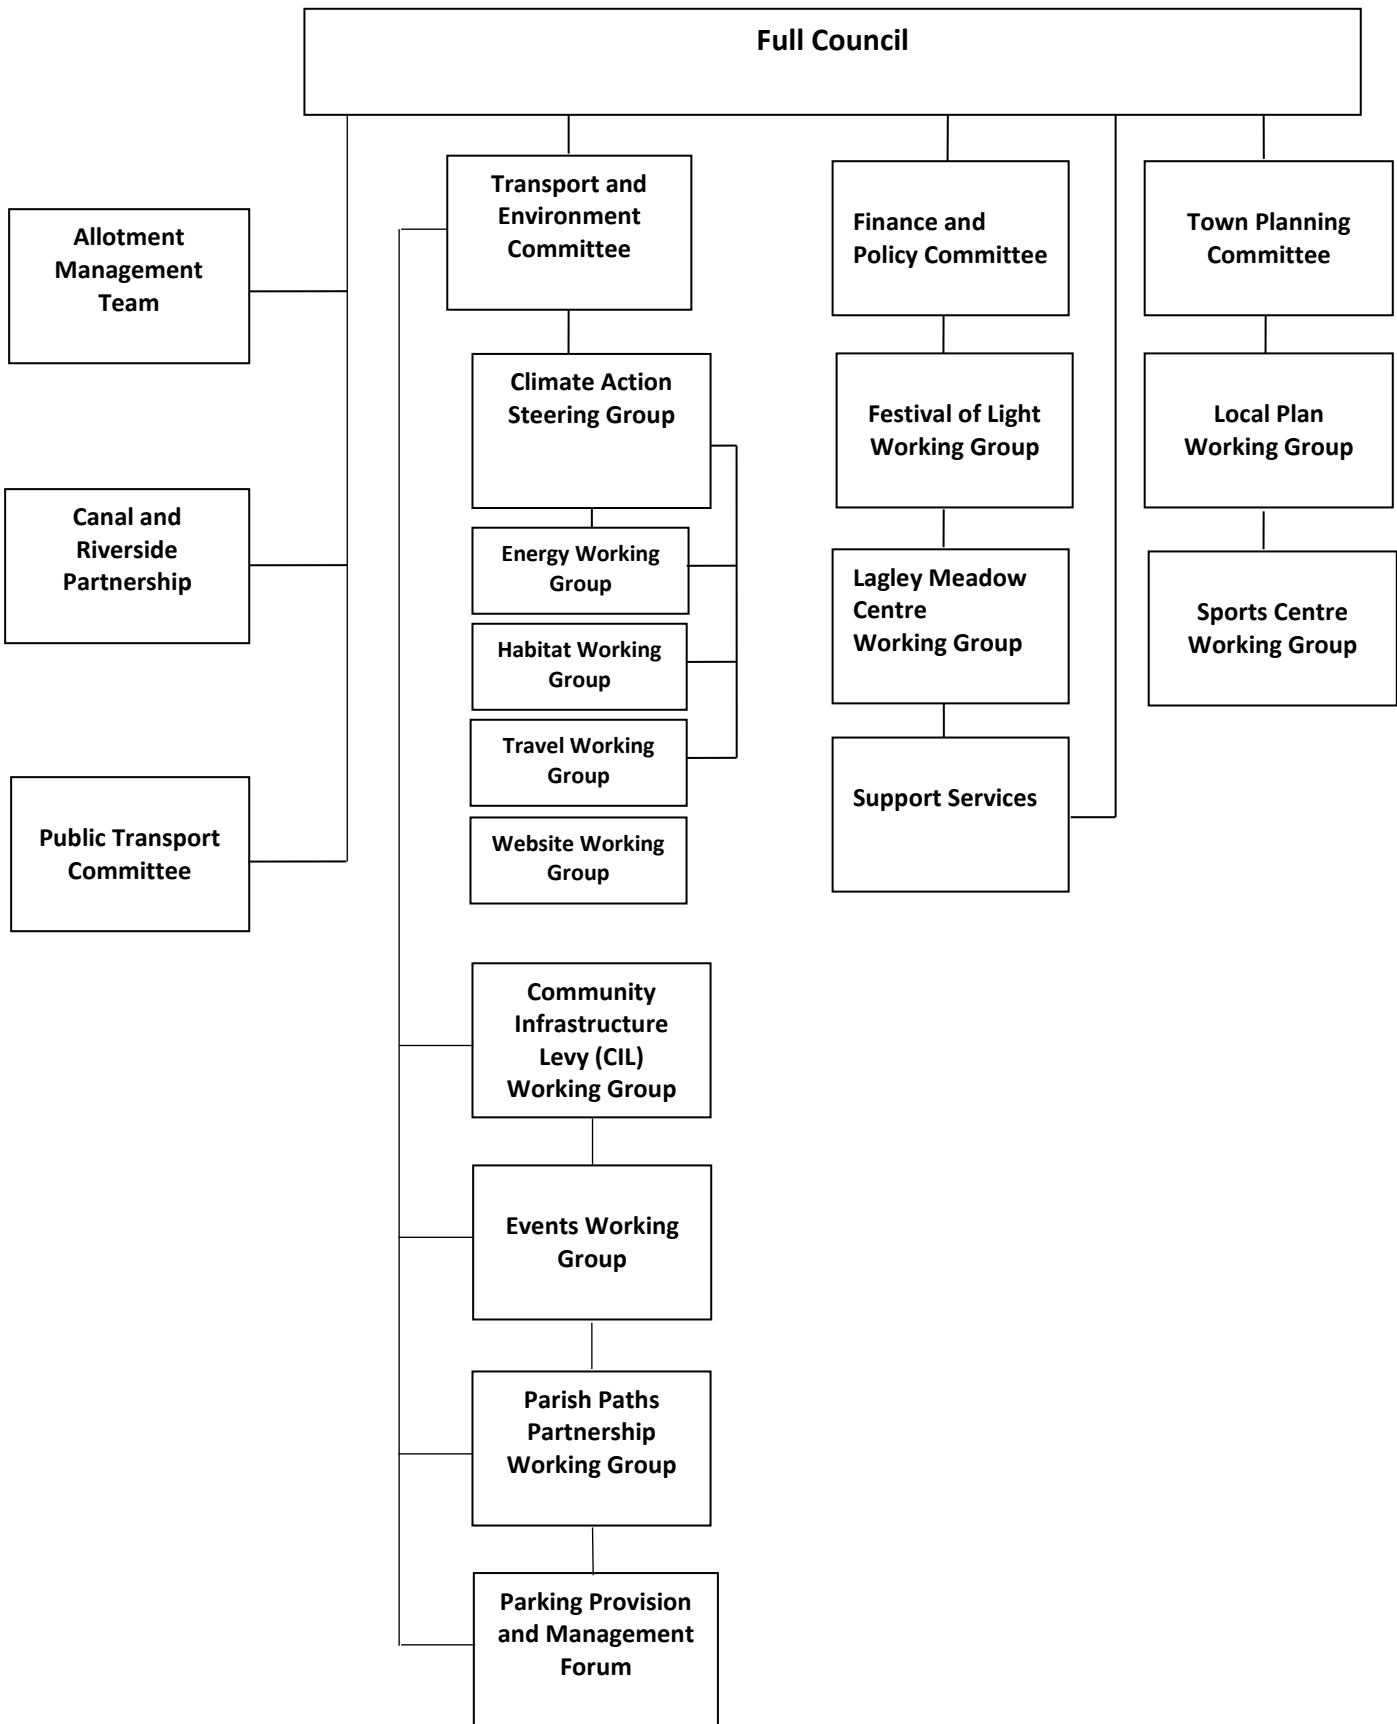 Full Council
Allotment
Management
Team
Canal and
Riverside
Partnership
Public Transport
Committee
Transport and
Environment
Committee
Climate Action
Steering Group
Energy Working
Group
Habitat Working
Group
Travel Working
Group
Website Working
Group
Community
Infrastructure
Levy (CIL)
Working Group
Events Working
Group
Parish Paths
Partnership
Working Group
Parking Provision
and Management
Forum
Finance and
Policy Committee
Festival of Light
Working Group
Lagley Meadow
Centre
Working Group
Support Services
Town Planning
Committee
Local Plan
Working Group
Sports Centre
Working Group